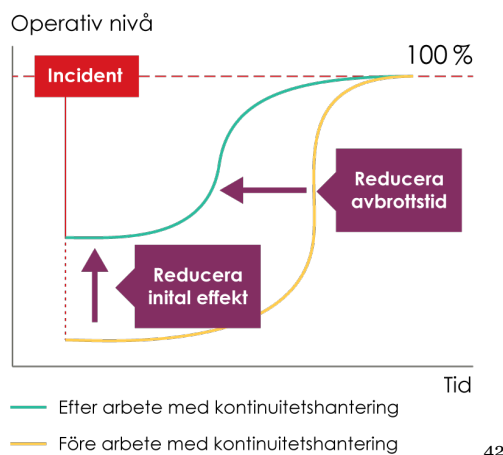 Operativ nivå
100 %
Incident
Reducera
avbrottstid
Reducera
inital effekt
Tid
Efter arbete med kontinuitetshantering
Före arbete med kontinuitetshantering
42